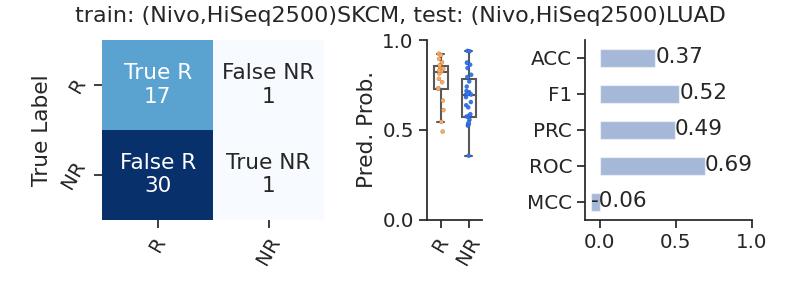 train: (Nivo,HiSeq2500)SKCM, test: (Nivo,HiSeq2500)LUAD
True Label
R
NR
True R
17
False NR
1
False R
30
True NR
1
R
NR
Pred. Prob.
1.0
0.5
0.0
R
NR
ACC
0.37
F1
0.52
PRC
0.49
ROC
0.69
MCC
-0.06
0.0
0.5
1.0